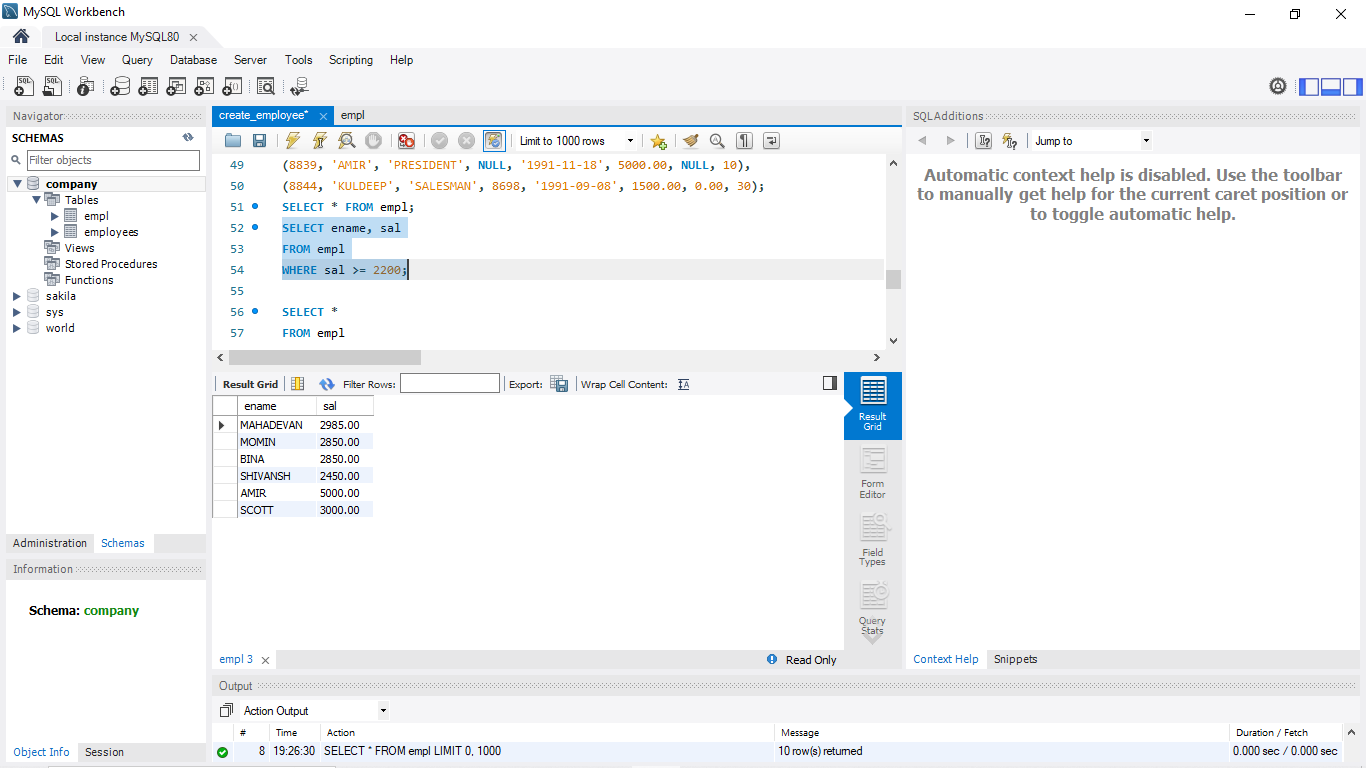 MySQL Workbench
Local instance MySQL80
File Edit View Query Database Server Tools Scripting Help
Navigator
SCHEMAS
Filter objects
company
Tables
empl
employees
Views
Stored Procedures
Functions
sakila
sys
world
Administration Schemas
Information
Schema: company
Object Info Session
create_employee* empl
Limit to 1000 rows
49 (8839, 'AMIR', 'PRESIDENT', NULL, '1991-11-18', 5000.00, NULL, 10),
50 (8844, 'KULDEEP', 'SALESMAN', 8698, '1991-09-08', 1500.00, 0.00, 30);
51 SELECT * FROM empl;
52 SELECT ename, sal
53 FROM empl
54 WHERE sal >= 2200;
55
56 SELECT *
57 FROM empl
Result Grid Filter Rows: Export: Wrap Cell Content:
ename sal
MAHADEVAN 2985.00
MOMIN 2850.00
BINA 2850.00
SHIVANSH 2450.00
AMIR 5000.00
SCOTT 3000.00
Result
Grid
Form
Editor
Field
Types
Query
Stats
empl 3 Read Only
SQLAdditions
Jump to
Automatic context help is disabled. Use the toolbar
to manually get help for the current caret position or
to toggle automatic help.
Context Help Snippets
Output
Action Output
# Time Action Message Duration / Fetch
8 19:26:30 SELECT * FROM empl LIMIT 0, 1000 10 row(s) returned 0.000 sec / 0.000 sec